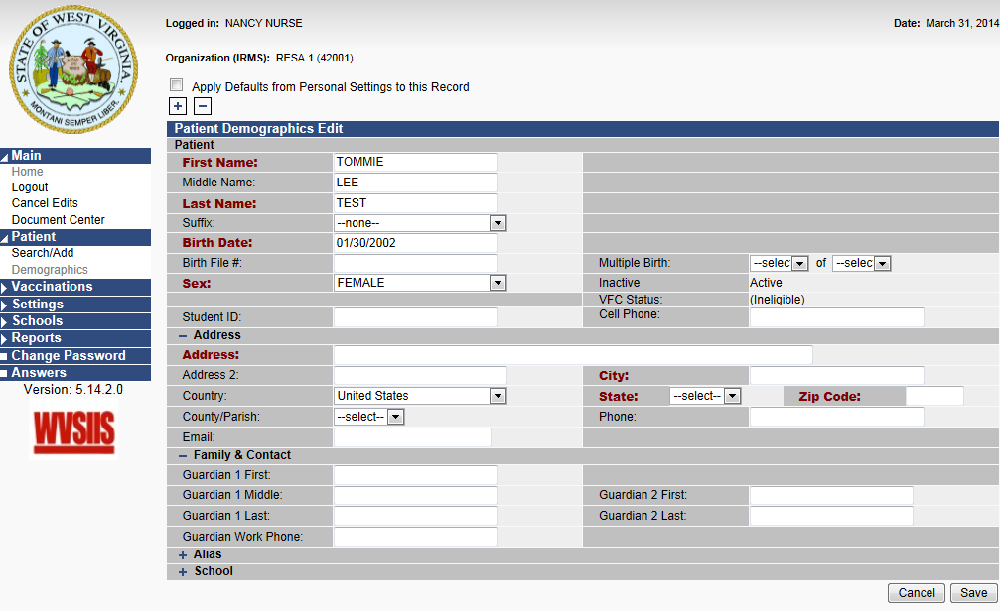 STATE OF WEST VIRGINIA.
MONTANI SEMPER LIBER.
Logged in: NANCY NURSE Date: March 31, 2014
Organization (IRMS): RESA 1 (42001)
Apply Defaults from Personal Settings to this Record
+ −
Main
Home
Logout
Cancel Edits
Document Center
Patient
Search/Add
Demographics
Vaccinations
Settings
Schools
Reports
Change Password
Answers
Version: 5.14.2.0
WVSIIS
Patient Demographics Edit
Patient
First Name: TOMMIE
Middle Name: LEE
Last Name: TEST
Suffix: --none--
Birth Date: 01/30/2002
Birth File #: Multiple Birth: --selec of --selec
Sex: FEMALE Inactive Active
VFC Status: (Ineligible)
Student ID: Cell Phone:
− Address
Address:
Address 2: City:
Country: United States State: --select-- Zip Code:
County/Parish: --select-- Phone:
Email:
− Family & Contact
Guardian 1 First:
Guardian 1 Middle: Guardian 2 First:
Guardian 1 Last: Guardian 2 Last:
Guardian Work Phone:
+ Alias
+ School
Cancel Save